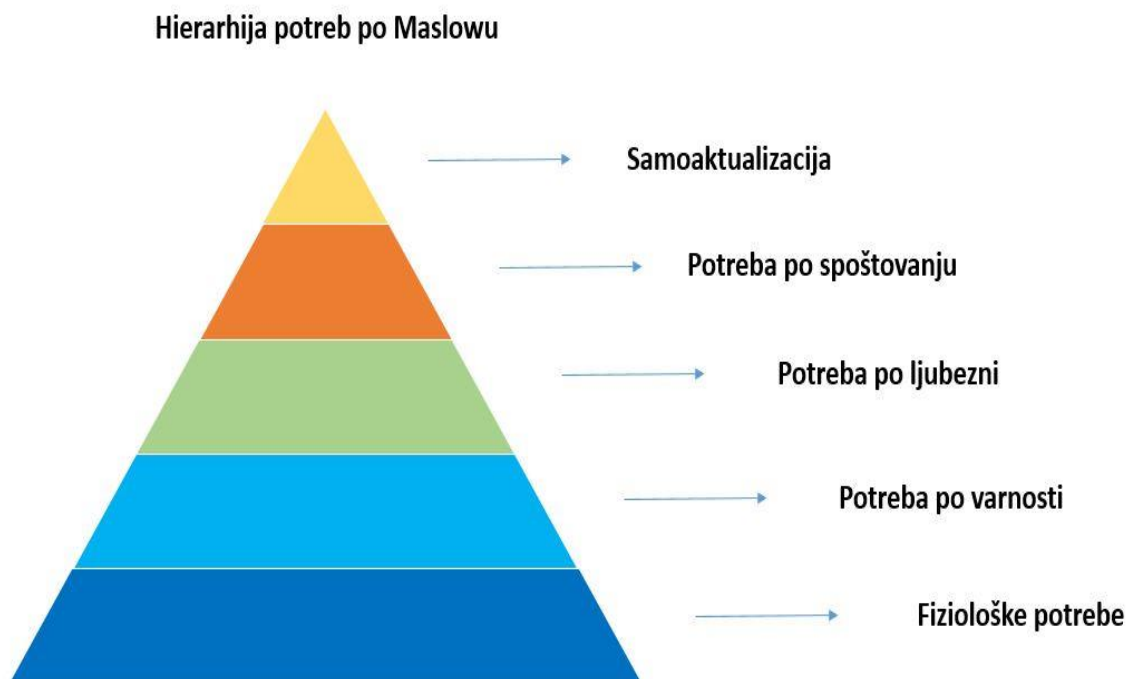 Hierarhija potreb po Maslowu
Samoaktualizacija
Potreba po spoštovanju
Potreba po ljubezni
Potreba po varnosti
Fiziološke potrebe